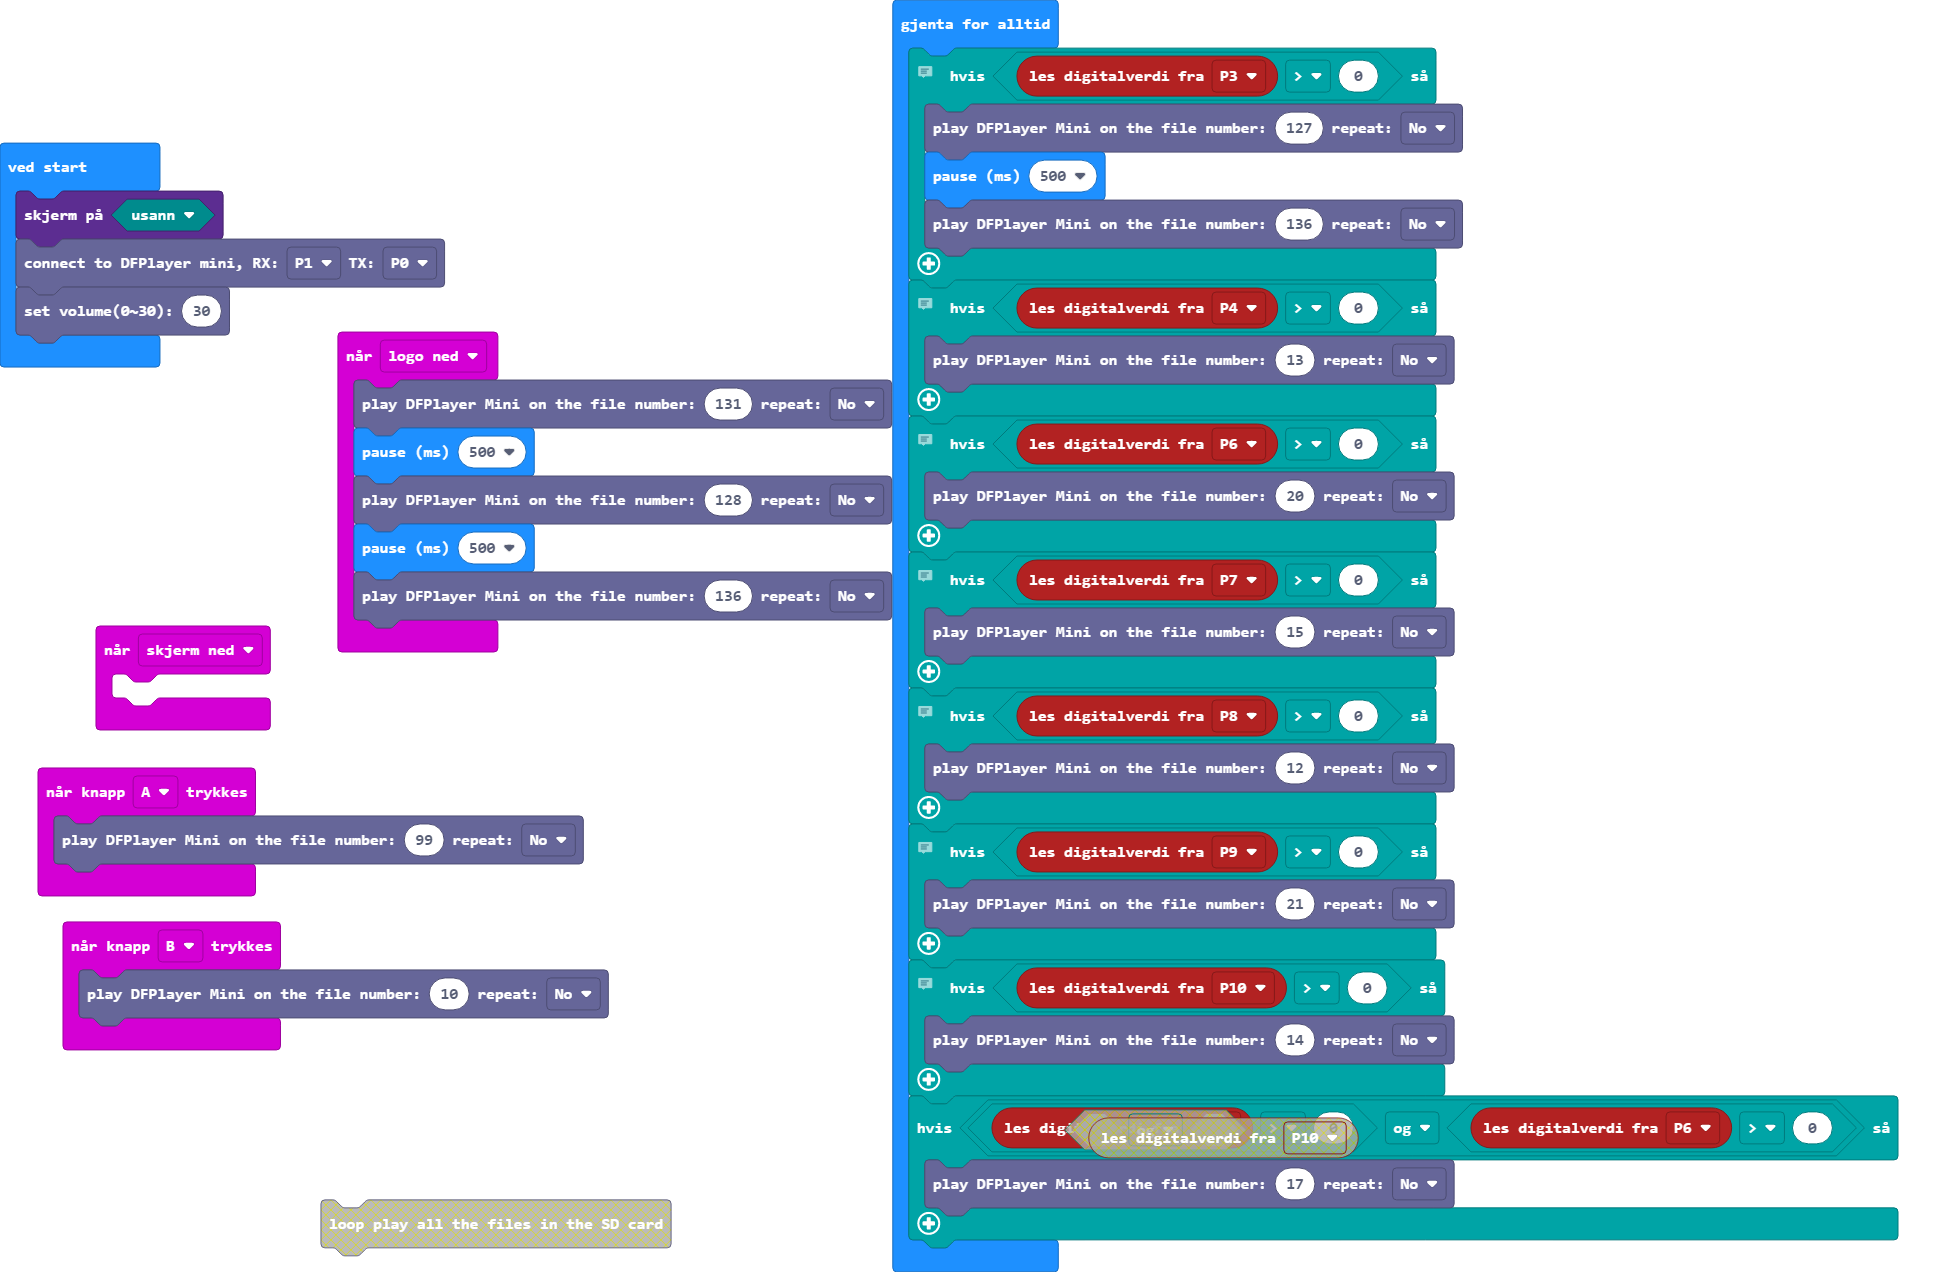 ved start
skjerm på usann
connect to DFPlayer mini, RX: P1 TX: P0
set volume(0~30): 30
når logo ned
play DFPlayer Mini on the file number: 131 repeat: No
pause (ms) 500
play DFPlayer Mini on the file number: 128 repeat: No
pause (ms) 500
play DFPlayer Mini on the file number: 136 repeat: No
når skjerm ned
når knapp A trykkes
play DFPlayer Mini on the file number: 99 repeat: No
når knapp B trykkes
play DFPlayer Mini on the file number: 10 repeat: No
loop play all the files in the SD card
gjenta for alltid
hvis les digitalverdi fra P3 > 0 så
play DFPlayer Mini on the file number: 127 repeat: No
pause (ms) 500
play DFPlayer Mini on the file number: 136 repeat: No
hvis les digitalverdi fra P4 > 0 så
play DFPlayer Mini on the file number: 13 repeat: No
hvis les digitalverdi fra P6 > 0 så
play DFPlayer Mini on the file number: 20 repeat: No
hvis les digitalverdi fra P7 > 0 så
play DFPlayer Mini on the file number: 15 repeat: No
hvis les digitalverdi fra P8 > 0 så
play DFPlayer Mini on the file number: 12 repeat: No
hvis les digitalverdi fra P9 > 0 så
play DFPlayer Mini on the file number: 21 repeat: No
hvis les digitalverdi fra P10 > 0 så
play DFPlayer Mini on the file number: 14 repeat: No
hvis les digi > 0 og les digitalverdi fra P6 > 0 så
les digitalverdi fra P10
play DFPlayer Mini on the file number: 17 repeat: No